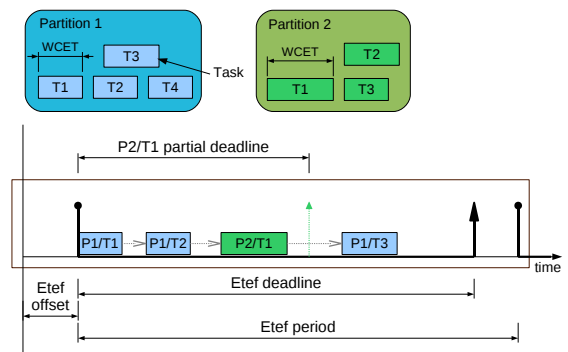 Partition 1
WCET
T3
Task
T1
T2
T4
Partition 2
WCET
T2
T1
T3
P2/T1 partial deadline
P1/T1
P1/T2
P2/T1
P1/T3
time
Etef
offset
Etef deadline
Etef period